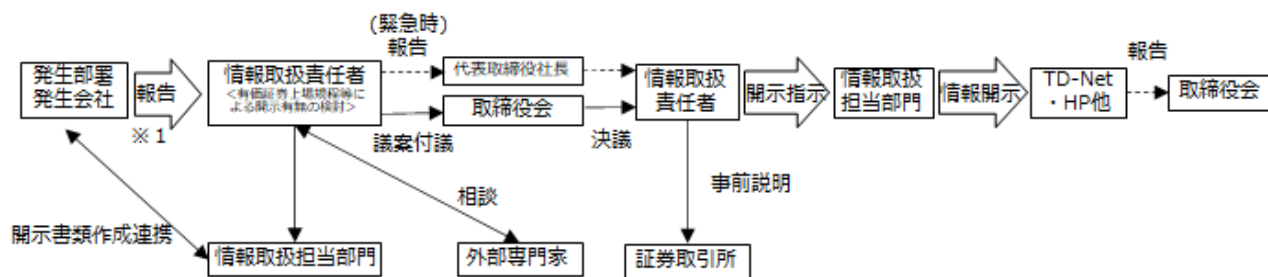 (緊急時)
報告
発生部署
発生会社
報告
※1
情報取扱責任者
<有価証券上場規程等に
よる開示有無の検討>
代表取締役社長
取締役会
議案付議
決議
情報取扱
責任者
開示指示
情報取扱
担当部門
情報開示
TD-Net
・HP他
報告
取締役会
相談
事前説明
開示書類作成連携
情報取扱担当部門
外部専門家
証券取引所